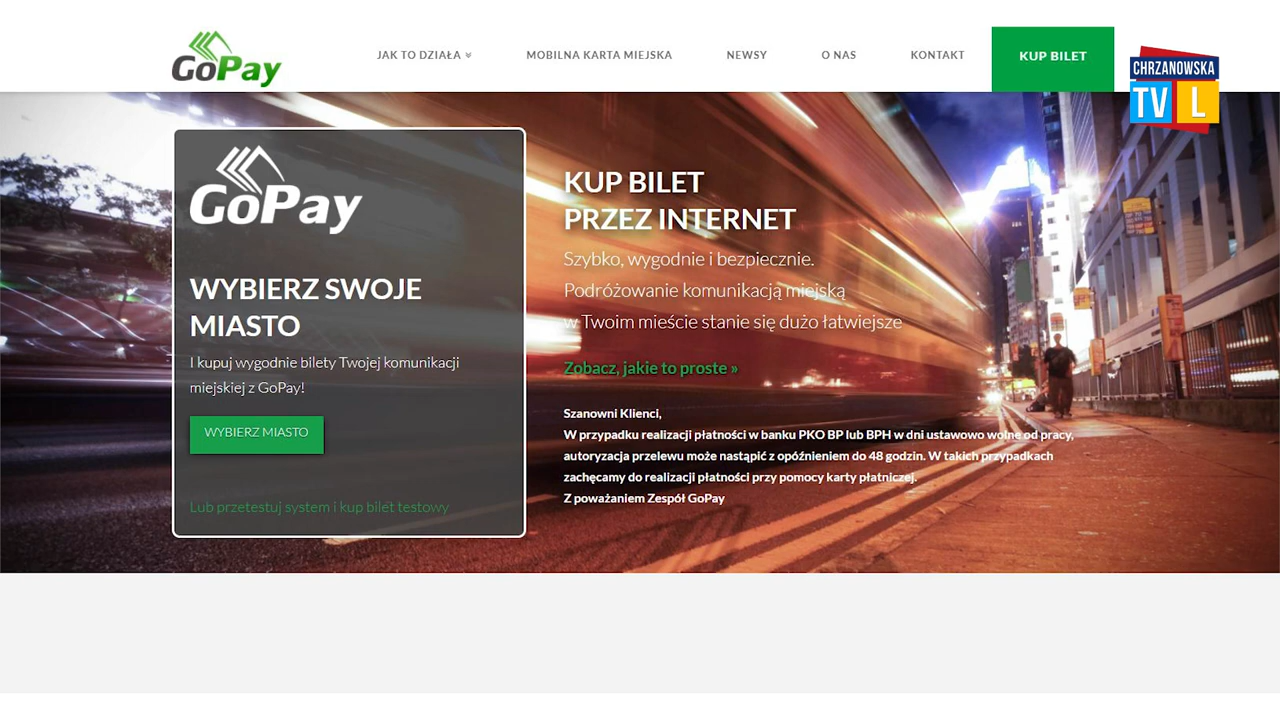 GoPay
JAK TO DZIAŁA
MOBILNA KARTA MIEJSKA
NEWSY
O NAS
KONTAKT
KUP BILET
CHRZANOWSKA
TV L
GoPay
WYBIERZ SWOJE
MIASTO
I kupuj wygodnie bilety Twojej komunikacji
miejskiej z GoPay!
WYBIERZ MIASTO
Lub przetestuj system i kup bilet testowy
KUP BILET
PRZEZ INTERNET
Szybko, wygodnie i bezpiecznie.
Podróżowanie komunikacją miejską
w Twoim mieście stanie się dużo łatwiejsze
Zobacz, jakie to proste »
Szanowni Klienci,
W przypadku realizacji płatności w banku PKO BP lub BPH w dni ustawowo wolne od pracy,
autoryzacja przelewu może nastąpić z opóźnieniem do 48 godzin. W takich przypadkach
zachęcamy do realizacji płatności przy pomocy karty płatniczej.
Z poważaniem Zespół GoPay